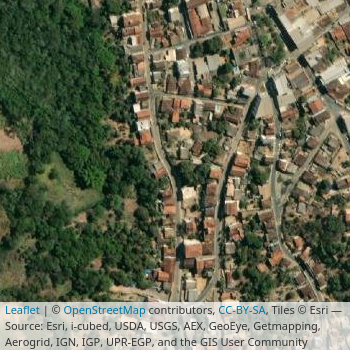 Leaflet | © OpenStreetMap contributors, CC-BY-SA, Tiles © Esri —
Source: Esri, i-cubed, USDA, USGS, AEX, GeoEye, Getmapping,
Aerogrid, IGN, IGP, UPR-EGP, and the GIS User Community